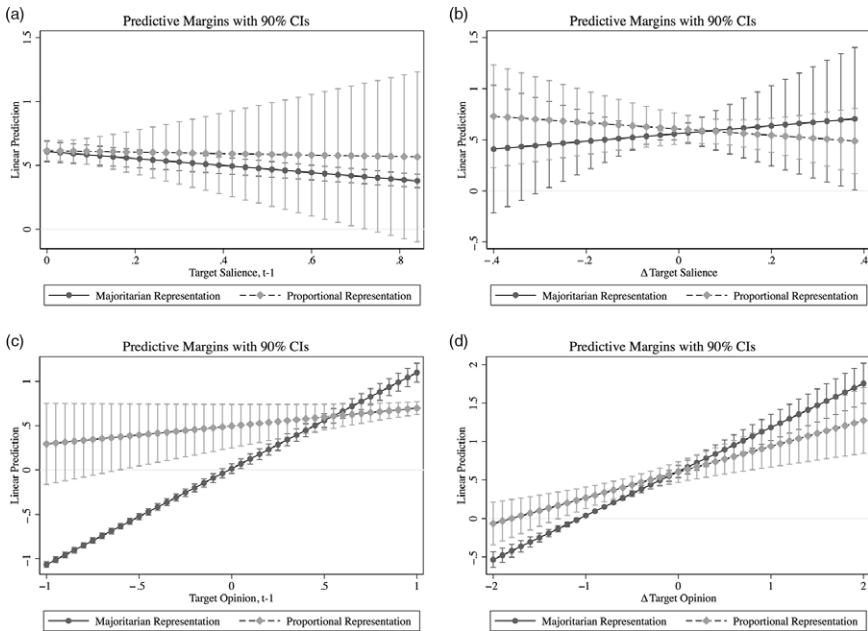 (a)
Predictive Margins with 90% CIs
1.5
1
.5
0
Linear Prediction
0 .2 .4 .6 .8
Target Salience, t-1
Majoritarian Representation Proportional Representation
(b)
Predictive Margins with 90% CIs
1.5
1
.5
0
-.5
Linear Prediction
-.4 -.2 0 .2 .4
Δ Target Salience
Majoritarian Representation Proportional Representation
(c)
Predictive Margins with 90% CIs
1
.5
0
-.5
-1
Linear Prediction
-1 -.5 0 .5 1
Target Opinion, t-1
Majoritarian Representation Proportional Representation
(d)
Predictive Margins with 90% CIs
2
1.5
1
.5
0
-.5
Linear Prediction
-2 -1 0 1 2
Δ Target Opinion
Majoritarian Representation Proportional Representation